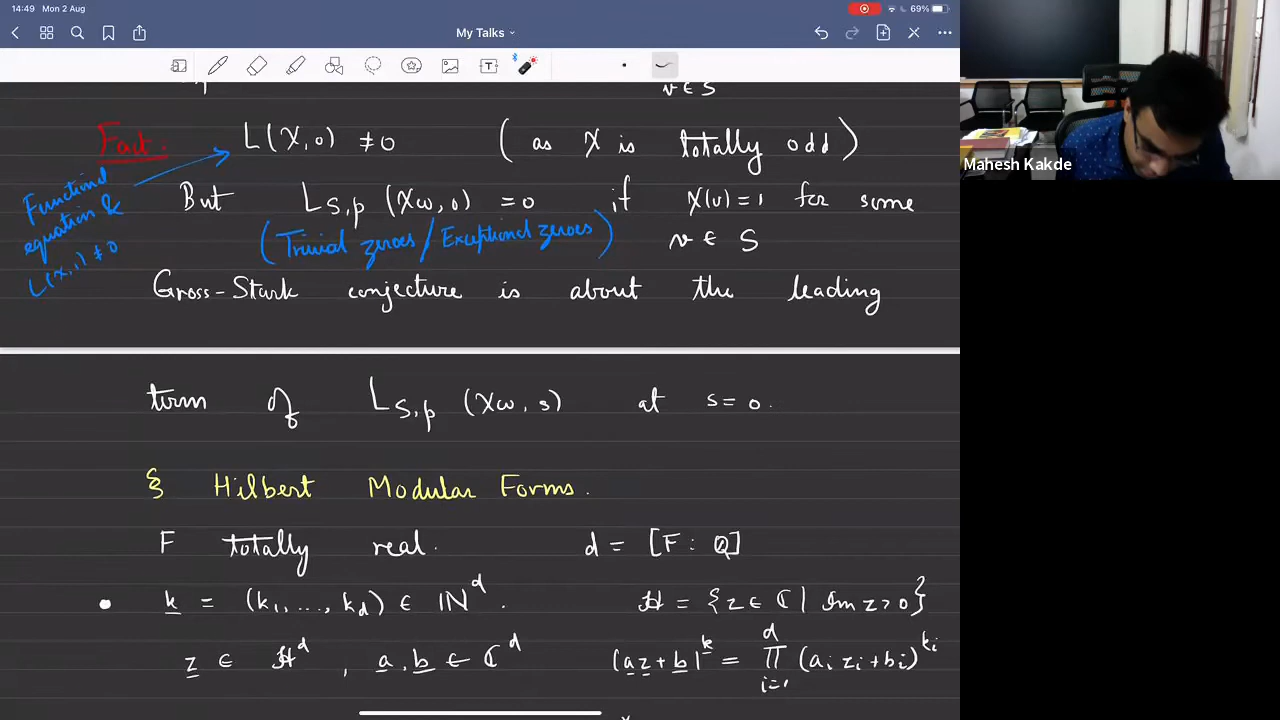 14:49 Mon 2 Aug
69%
My Talks
v ∈ S
Fact. L(χ, 0) ≠ 0 ( as χ is totally odd )
Functional equation & L(χ, 1) ≠ 0
But L_{S,p} (χω, 0) = 0 if χ(v) = 1 for some v ∈ S
( Trivial zeroes / Exceptional zeroes )
Gross-Stark conjecture is about the leading
term of L_{S,p} (χω, s) at s = 0.
§ Hilbert Modular Forms.
F totally real. d = [F : ℚ]
• k = (k_1, ..., k_d) ∈ ℕ^d. ℍ = {z ∈ ℂ | Im z > 0}
z ∈ ℍ^d, a, b ∈ ℂ^d (az + b)^k = ∏_{i=1}^d (a_i z_i + b_i)^{k_i}
Mahesh Kakde